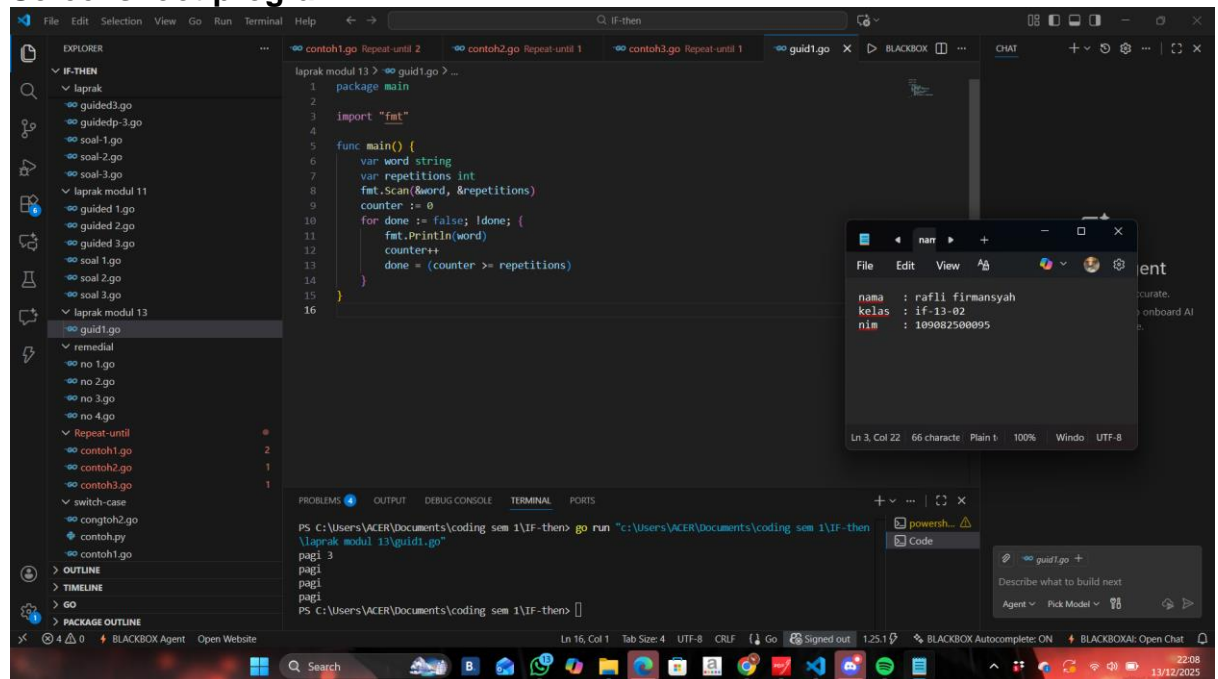 File Edit Selection View Go Run Terminal Help
IF-then
EXPLORER
IF-THEN
laprak
guided3.go
guidedp-3.go
soal-1.go
soal-2.go
soal-3.go
laprak modul 11
guided 1.go
guided 2.go
guided 3.go
soal 1.go
soal 2.go
soal 3.go
laprak modul 13
guid1.go
remedial
no 1.go
no 2.go
no 3.go
no 4.go
Repeat-until
contoh1.go 2
contoh2.go 1
contoh3.go 1
switch-case
congtoh2.go
contoh.py
contoh1.go
OUTLINE
TIMELINE
GO
PACKAGE OUTLINE
contoh1.go Repeat-until 2 contoh2.go Repeat-until 1 contoh3.go Repeat-until 1 guid1.go BLACKBOX
laprak modul 13 > guid1.go > ...
1 package main
2
3 import "fmt"
4
5 func main() {
6 var word string
7 var repetitions int
8 fmt.Scan(&word, &repetitions)
9 counter := 0
10 for done := false; !done; {
11 fmt.Println(word)
12 counter++
13 done = (counter >= repetitions)
14 }
15 }
16
CHAT
File Edit View
nama : rafli firmansyah
kelas : if-13-02
nim : 109082500095
Ln 3, Col 22 66 characte Plain t 100% Windo UTF-8
ent
ccurate.
onboard AI
PROBLEMS 4 OUTPUT DEBUG CONSOLE TERMINAL PORTS
PS C:\Users\ACER\Documents\coding sem 1\IF-then> go run "c:\Users\ACER\Documents\coding sem 1\IF-then
\laprak modul 13\guid1.go"
pagi 3
pagi
pagi
pagi
PS C:\Users\ACER\Documents\coding sem 1\IF-then>
powersh...
Code
guid1.go
Describe what to build next
Agent Pick Model
4 0 BLACKBOX Agent Open Website
Ln 16, Col 1 Tab Size: 4 UTF-8 CRLF Go Signed out 1.25.1 BLACKBOX Autocomplete: ON BLACKBOXAI: Open Chat
Search
22:08
13/12/2025